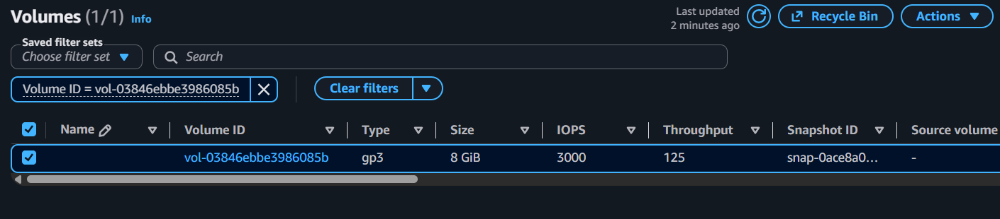 Volumes (1/1) Info
Last updated
2 minutes ago
Recycle Bin
Actions
Saved filter sets
Choose filter set
Search
Volume ID = vol-03846ebbe3986085b
Clear filters
Name Volume ID Type Size IOPS Throughput Snapshot ID Source volume
vol-03846ebbe3986085b gp3 8 GiB 3000 125 snap-0ace8a0... -